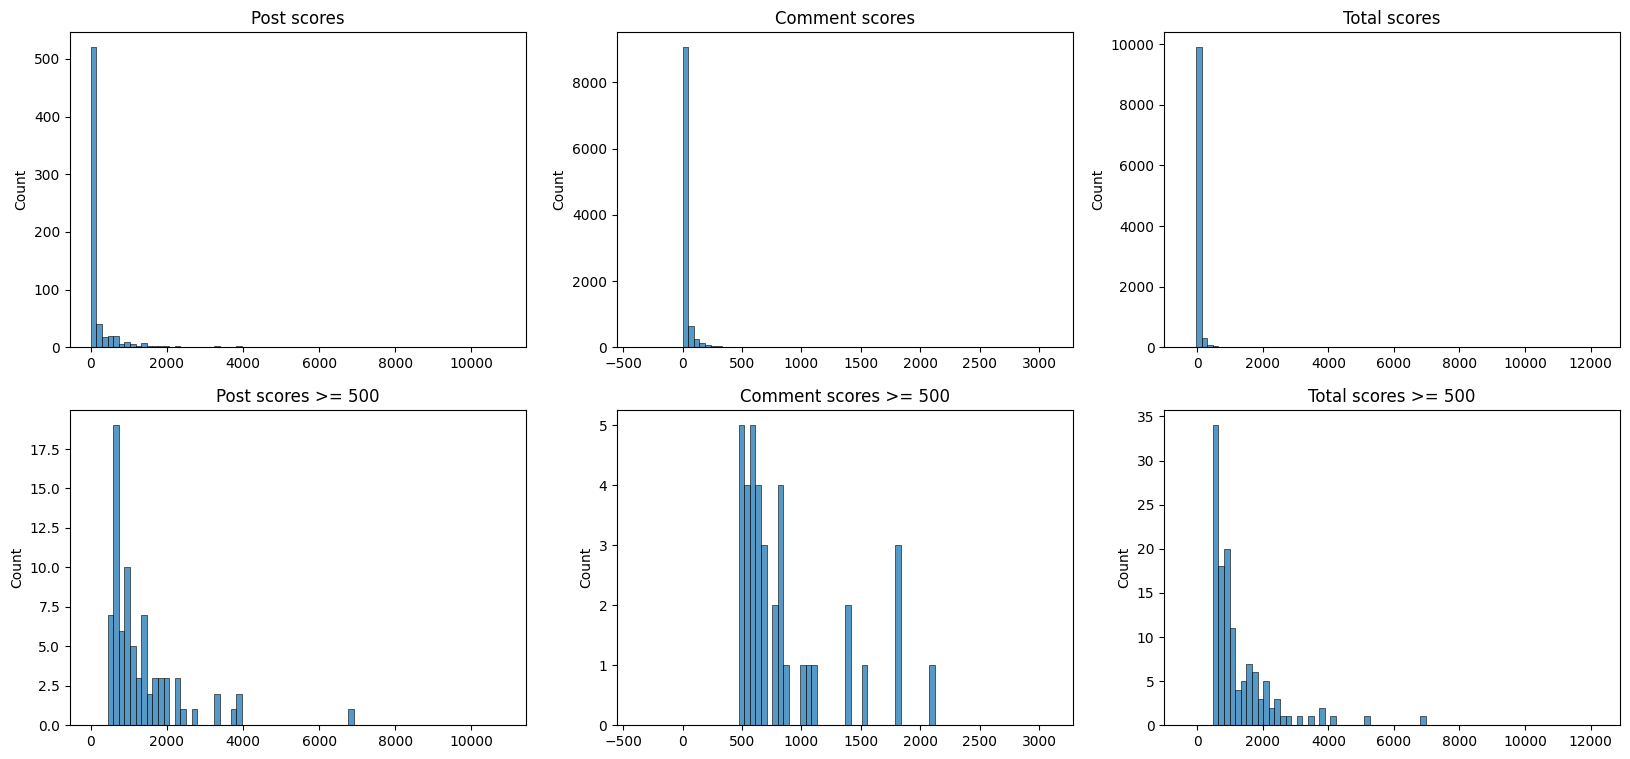 Post scores
Count
500
400
300
200
100
0
0 2000 4000 6000 8000 10000
Comment scores
Count
8000
6000
4000
2000
0
−500 0 500 1000 1500 2000 2500 3000
Total scores
Count
10000
8000
6000
4000
2000
0
0 2000 4000 6000 8000 10000 12000
Post scores >= 500
Count
17.5
15.0
12.5
10.0
7.5
5.0
2.5
0.0
0 2000 4000 6000 8000 10000
Comment scores >= 500
Count
5
4
3
2
1
0
−500 0 500 1000 1500 2000 2500 3000
Total scores >= 500
Count
35
30
25
20
15
10
5
0
0 2000 4000 6000 8000 10000 12000